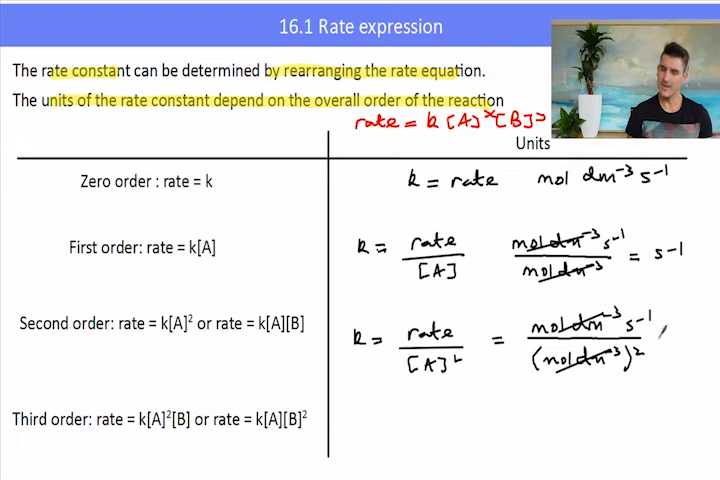 16.1 Rate expression
The rate constant can be determined by rearranging the rate equation.
The units of the rate constant depend on the overall order of the reaction
rate = k [A]ˣ [B]ʸ
Units
Zero order : rate = k
k = rate mol dm⁻³ s⁻¹
First order: rate = k[A]
k = rate / [A] mol dm⁻³ s⁻¹ / mol dm⁻³ = s⁻¹
Second order: rate = k[A]² or rate = k[A][B]
k = rate / [A]² = mol dm⁻³ s⁻¹ / (mol dm⁻³)²
Third order: rate = k[A]²[B] or rate = k[A][B]²